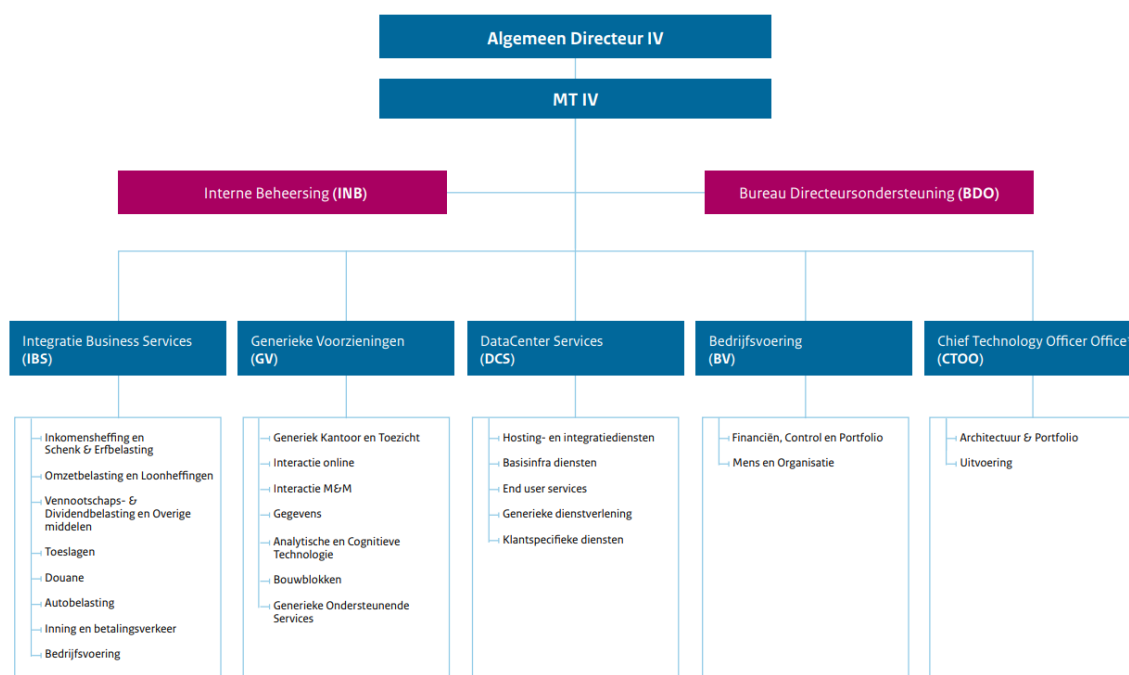 Algemeen Directeur IV
MT IV
Interne Beheersing (INB)
Bureau Directeursondersteuning (BDO)
Integratie Business Services
(IBS)
Generieke Voorzieningen
(GV)
DataCenter Services
(DCS)
Bedrijfsvoering
(BV)
Chief Technology Officer Office*
(CTOO)
Inkomensheffing en
Schenk & Erfbelasting
Omzetbelasting en Loonheffingen
Vennootschaps- &
Dividendbelasting en Overige
middelen
Toeslagen
Douane
Autobelasting
Inning en betalingsverkeer
Bedrijfsvoering
Generiek Kantoor en Toezicht
Interactie online
Interactie M&M
Gegevens
Analytische en Cognitieve
Technologie
Bouwblokken
Generieke Ondersteunende
Services
Hosting- en integratiediensten
Basisinfra diensten
End user services
Generieke dienstverlening
Klantspecifieke diensten
Financiën, Control en Portfolio
Mens en Organisatie
Architectuur & Portfolio
Uitvoering